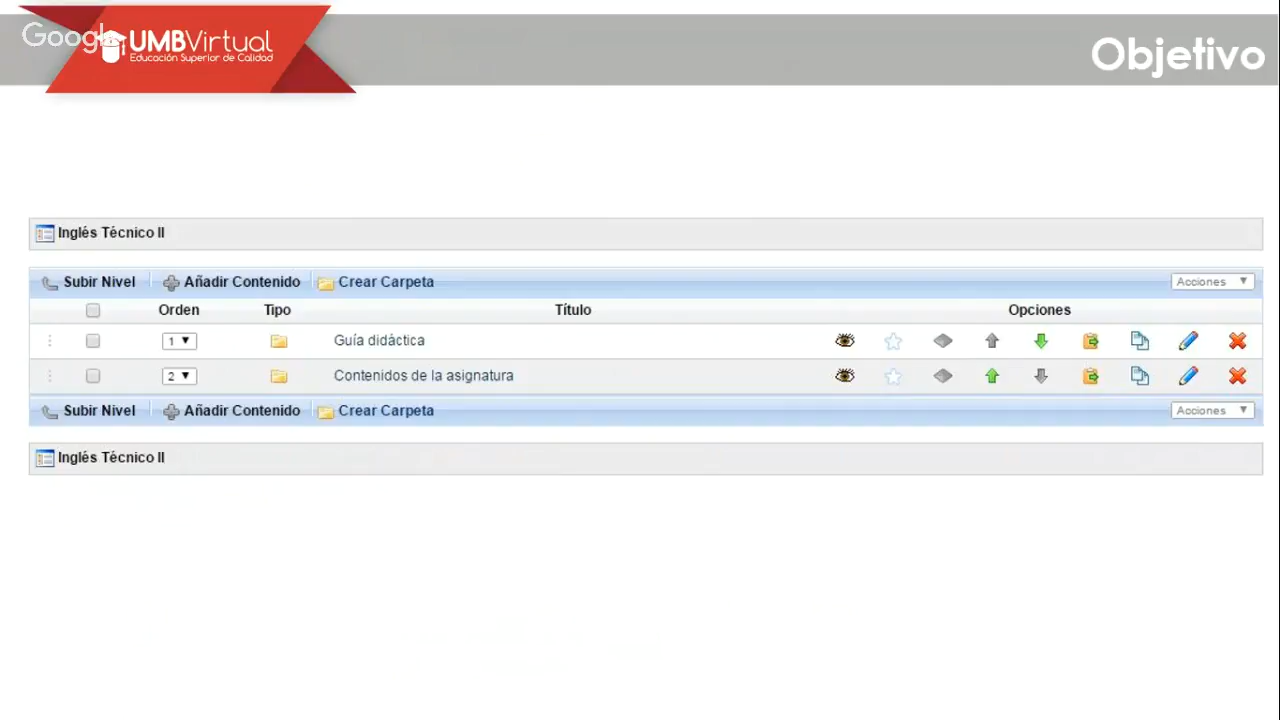 Google
UMBVirtual
Educación Superior de Calidad
Objetivo
Inglés Técnico II
Subir Nivel Añadir Contenido Crear Carpeta Acciones ▼
Orden Tipo Título Opciones
1 ▼ Guía didáctica
2 ▼ Contenidos de la asignatura
Subir Nivel Añadir Contenido Crear Carpeta Acciones ▼
Inglés Técnico II